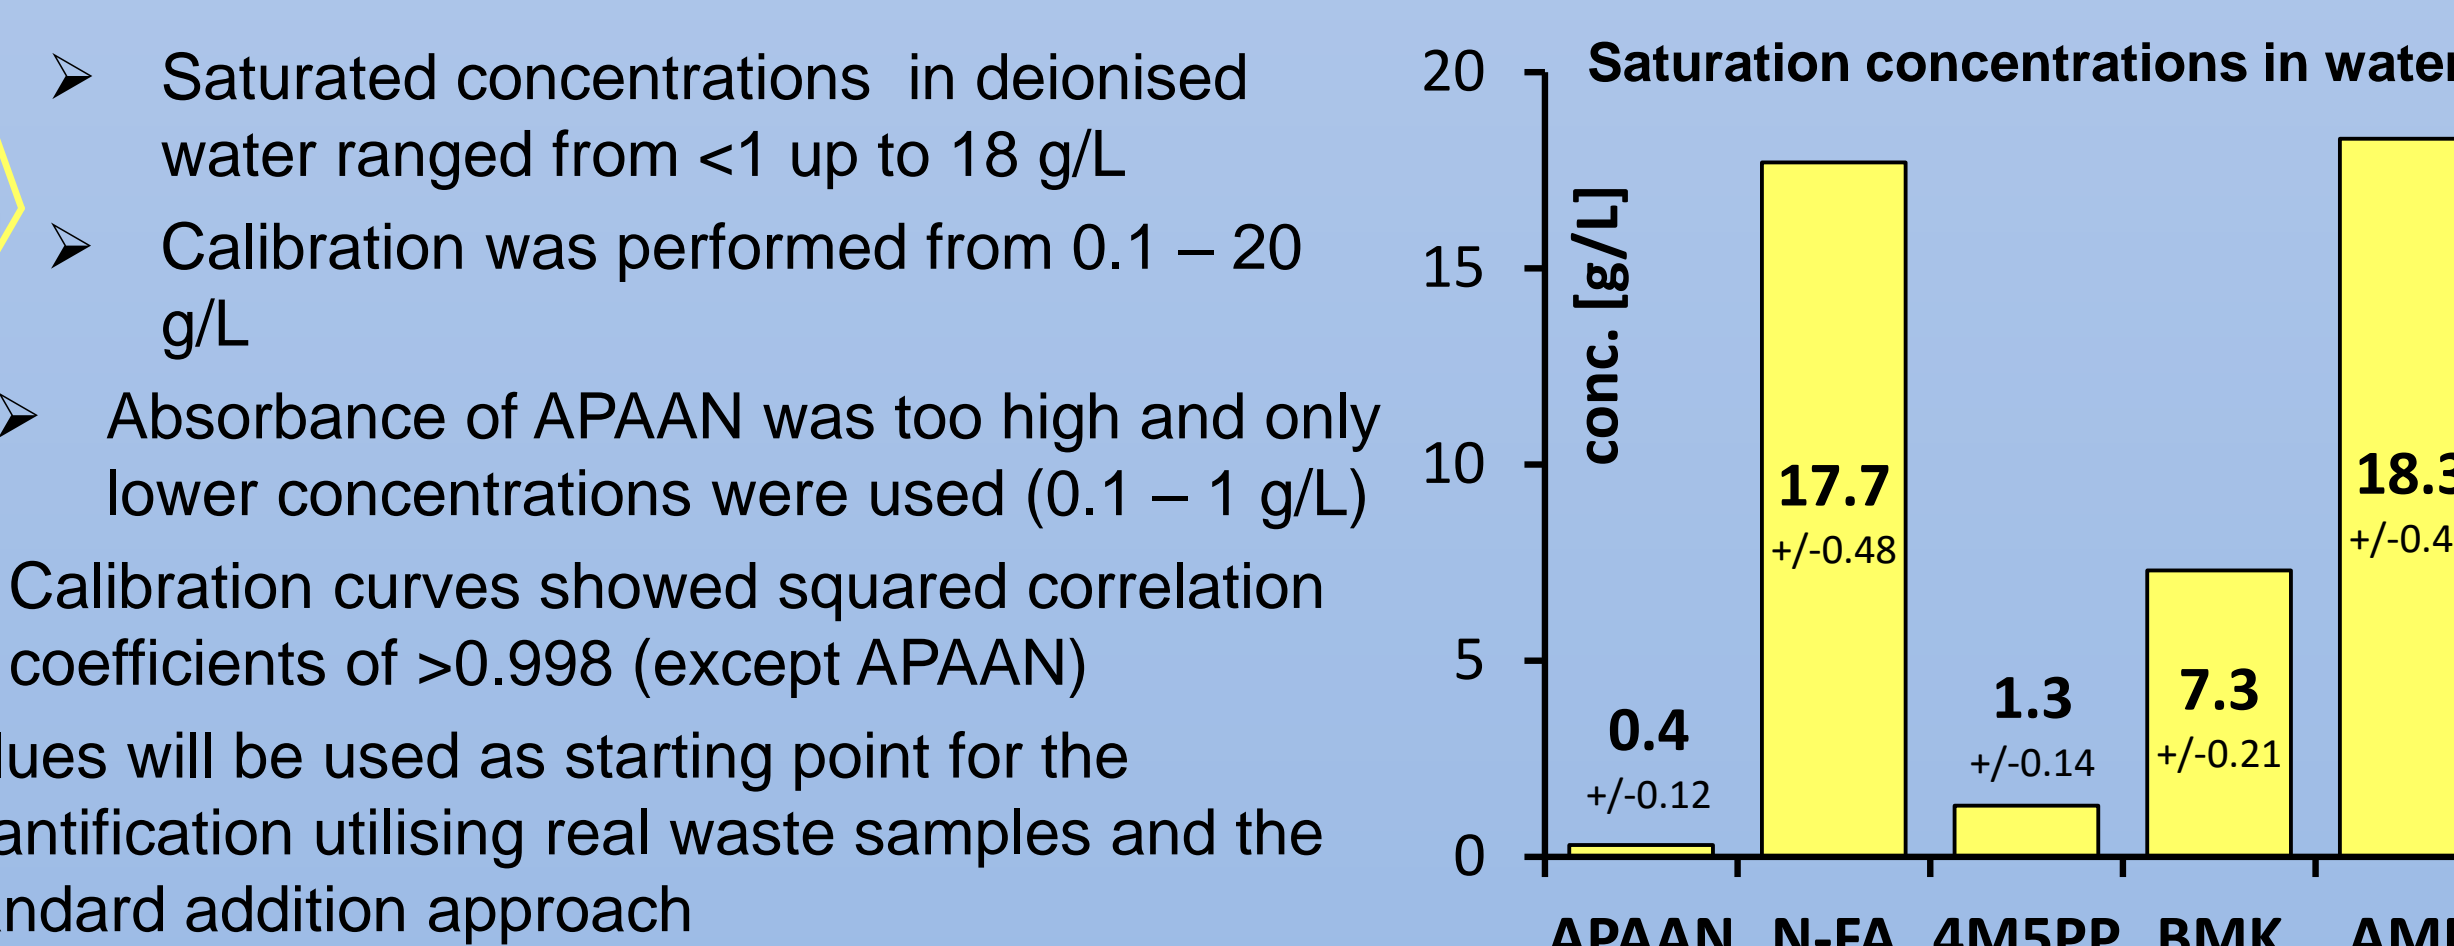 ➢ Saturated concentrations in deionised
water ranged from <1 up to 18 g/L
➢ Calibration was performed from 0.1 – 20
g/L
➢ Absorbance of APAAN was too high and only
lower concentrations were used (0.1 – 1 g/L)
Calibration curves showed squared correlation
coefficients of >0.998 (except APAAN)
lues will be used as starting point for the
antification utilising real waste samples and the
ndard addition approach
Saturation concentrations in water
conc. [g/L]
20
15
10
5
0
0.4
+/-0.12
17.7
+/-0.48
1.3
+/-0.14
7.3
+/-0.21
18.3
+/-0.4
APAAN N-FA 4M5PP BMK AM